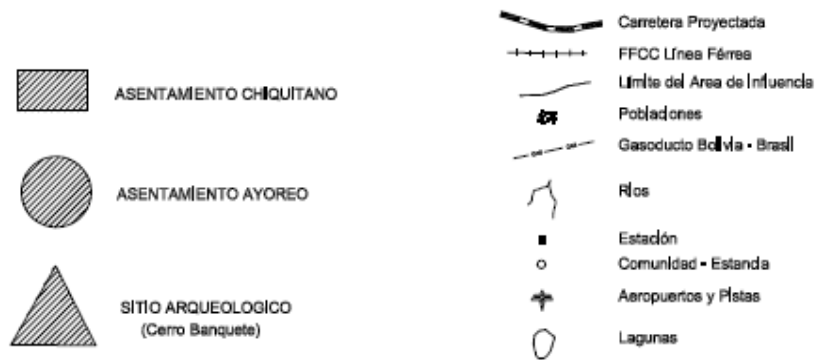 ASENTAMIENTO CHIQUITANO
ASENTAMIENTO AYOREO
SITIO ARQUEOLOGICO
(Cerro Banquete)
Carretera Proyectada
FFCC Línea Férrea
Límite del Area de Influencia
Poblaciones
Gasoducto Bolivia - Brasil
Ríos
Estación
Comunidad - Estancia
Aeropuertos y Pistas
Lagunas